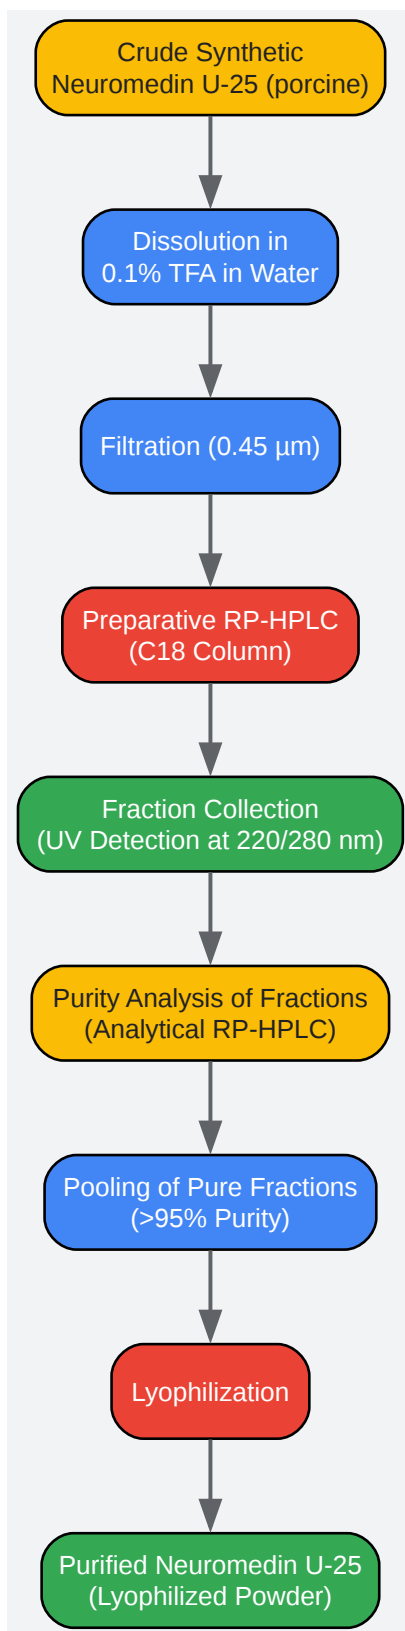 Crude Synthetic
Neuromedin U-25 (porcine)
Dissolution in
0.1% TFA in Water
Filtration (0.45 µm)
Preparative RP-HPLC
(C18 Column)
Fraction Collection
(UV Detection at 220/280 nm)
Purity Analysis of Fractions
(Analytical RP-HPLC)
Pooling of Pure Fractions
(>95% Purity)
Lyophilization
Purified Neuromedin U-25
(Lyophilized Powder)